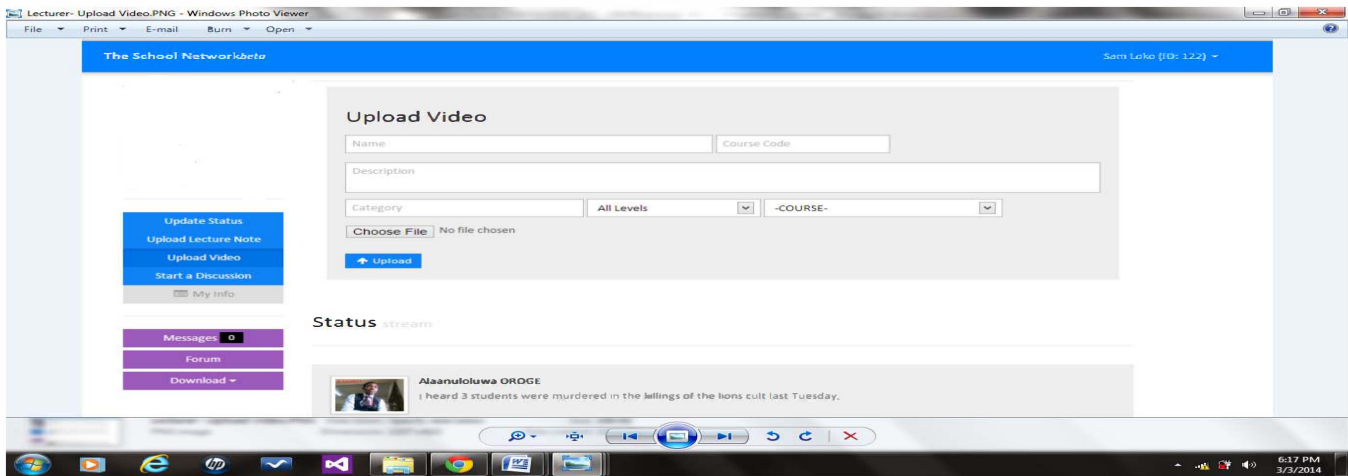 Lecturer- Upload Video.PNG - Windows Photo Viewer
File Print E-mail Burn Open
The School Networkbeta
Sam Loko (ID: 122)
Upload Video
Name
Course Code
Description
Category
All Levels
-COURSE-
Choose File No file chosen
Upload
Update Status
Upload Lecture Note
Upload Video
Start a Discussion
My Info
Messages 0
Forum
Download
Status stream
Alaanuloluwa OROGE
I heard 3 students were murdered in the killings of the lions cult last Tuesday.
6:17 PM
3/3/2014